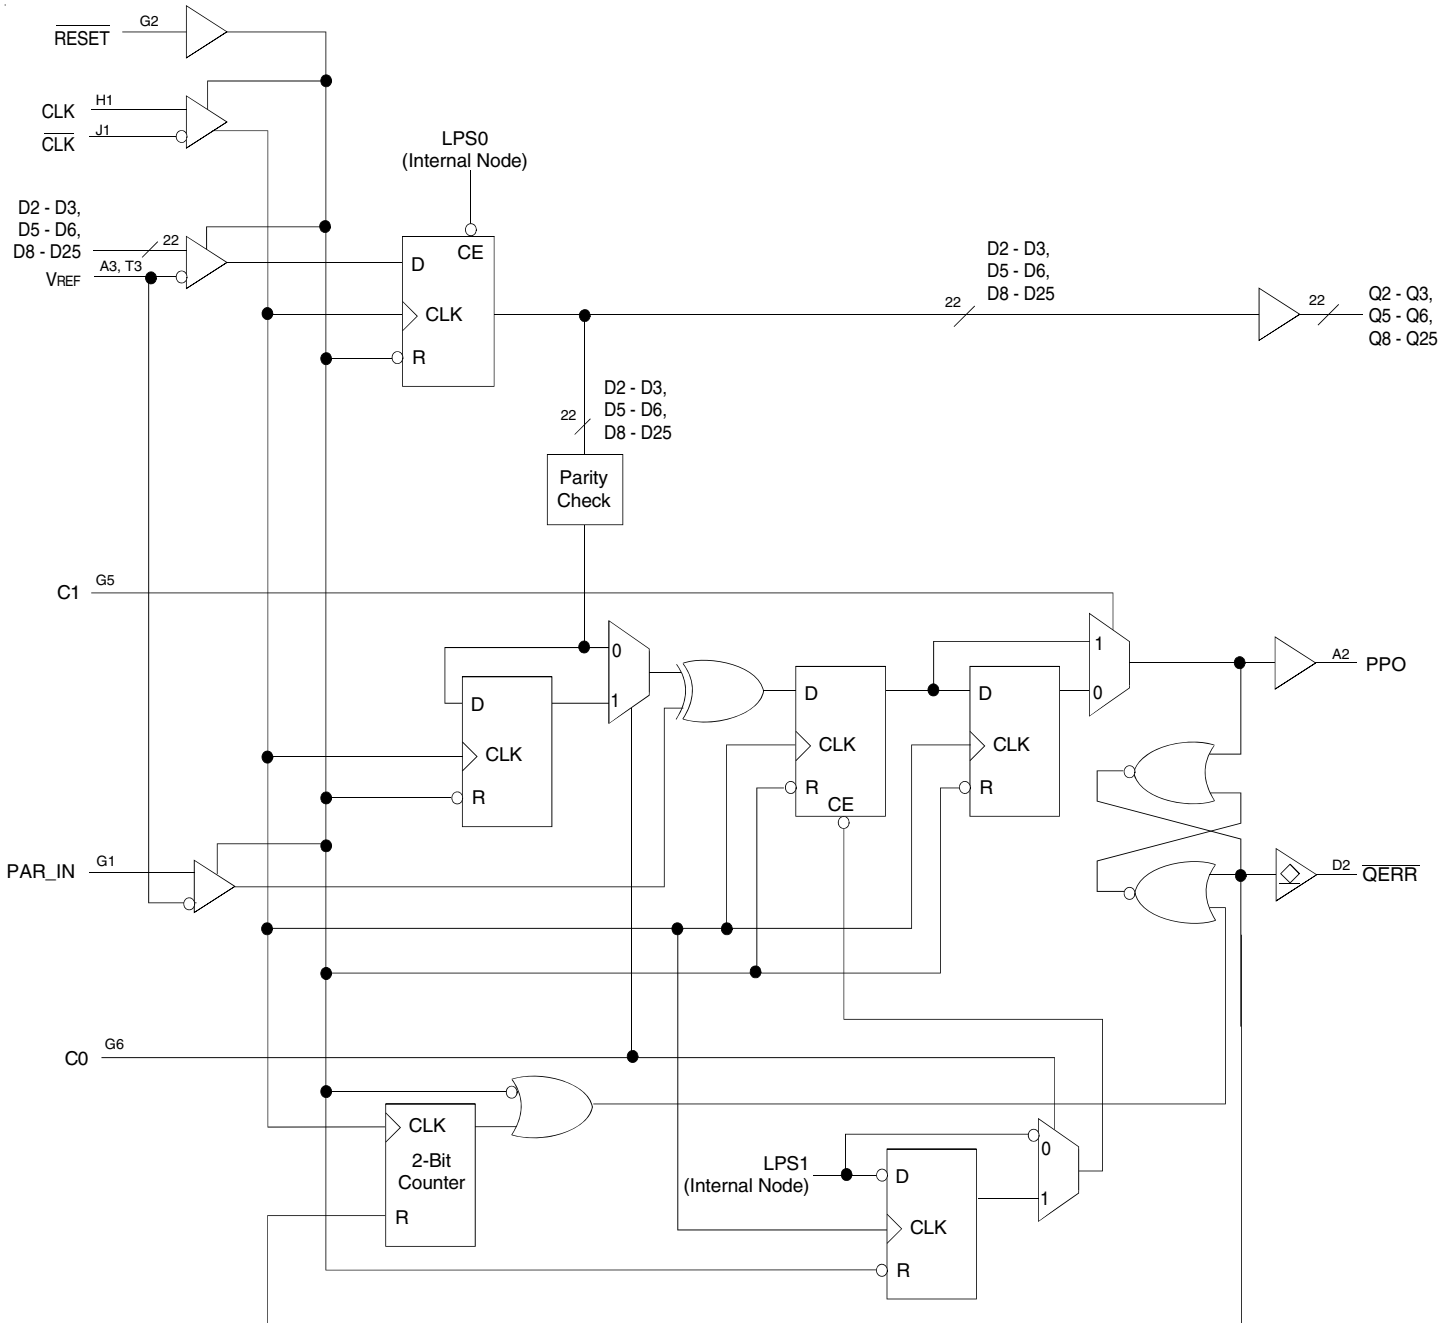 RESET G2
CLK H1
CLK J1
LPS0
(Internal Node)
D2 - D3,
D5 - D6,
D8 - D25
22
VREF A3, T3
CE
D
CLK
R
D2 - D3,
D5 - D6,
D8 - D25
22
22
Q2 - Q3,
Q5 - Q6,
Q8 - Q25
22
D2 - D3,
D5 - D6,
D8 - D25
Parity
Check
C1 G5
0
1
D
CLK
R
D
CLK
R
CE
D
CLK
R
1
0
A2 PPO
PAR_IN G1
D2 QERR
C0 G6
CLK
2-Bit
Counter
R
LPS1
(Internal Node)
D
CLK
R
0
1